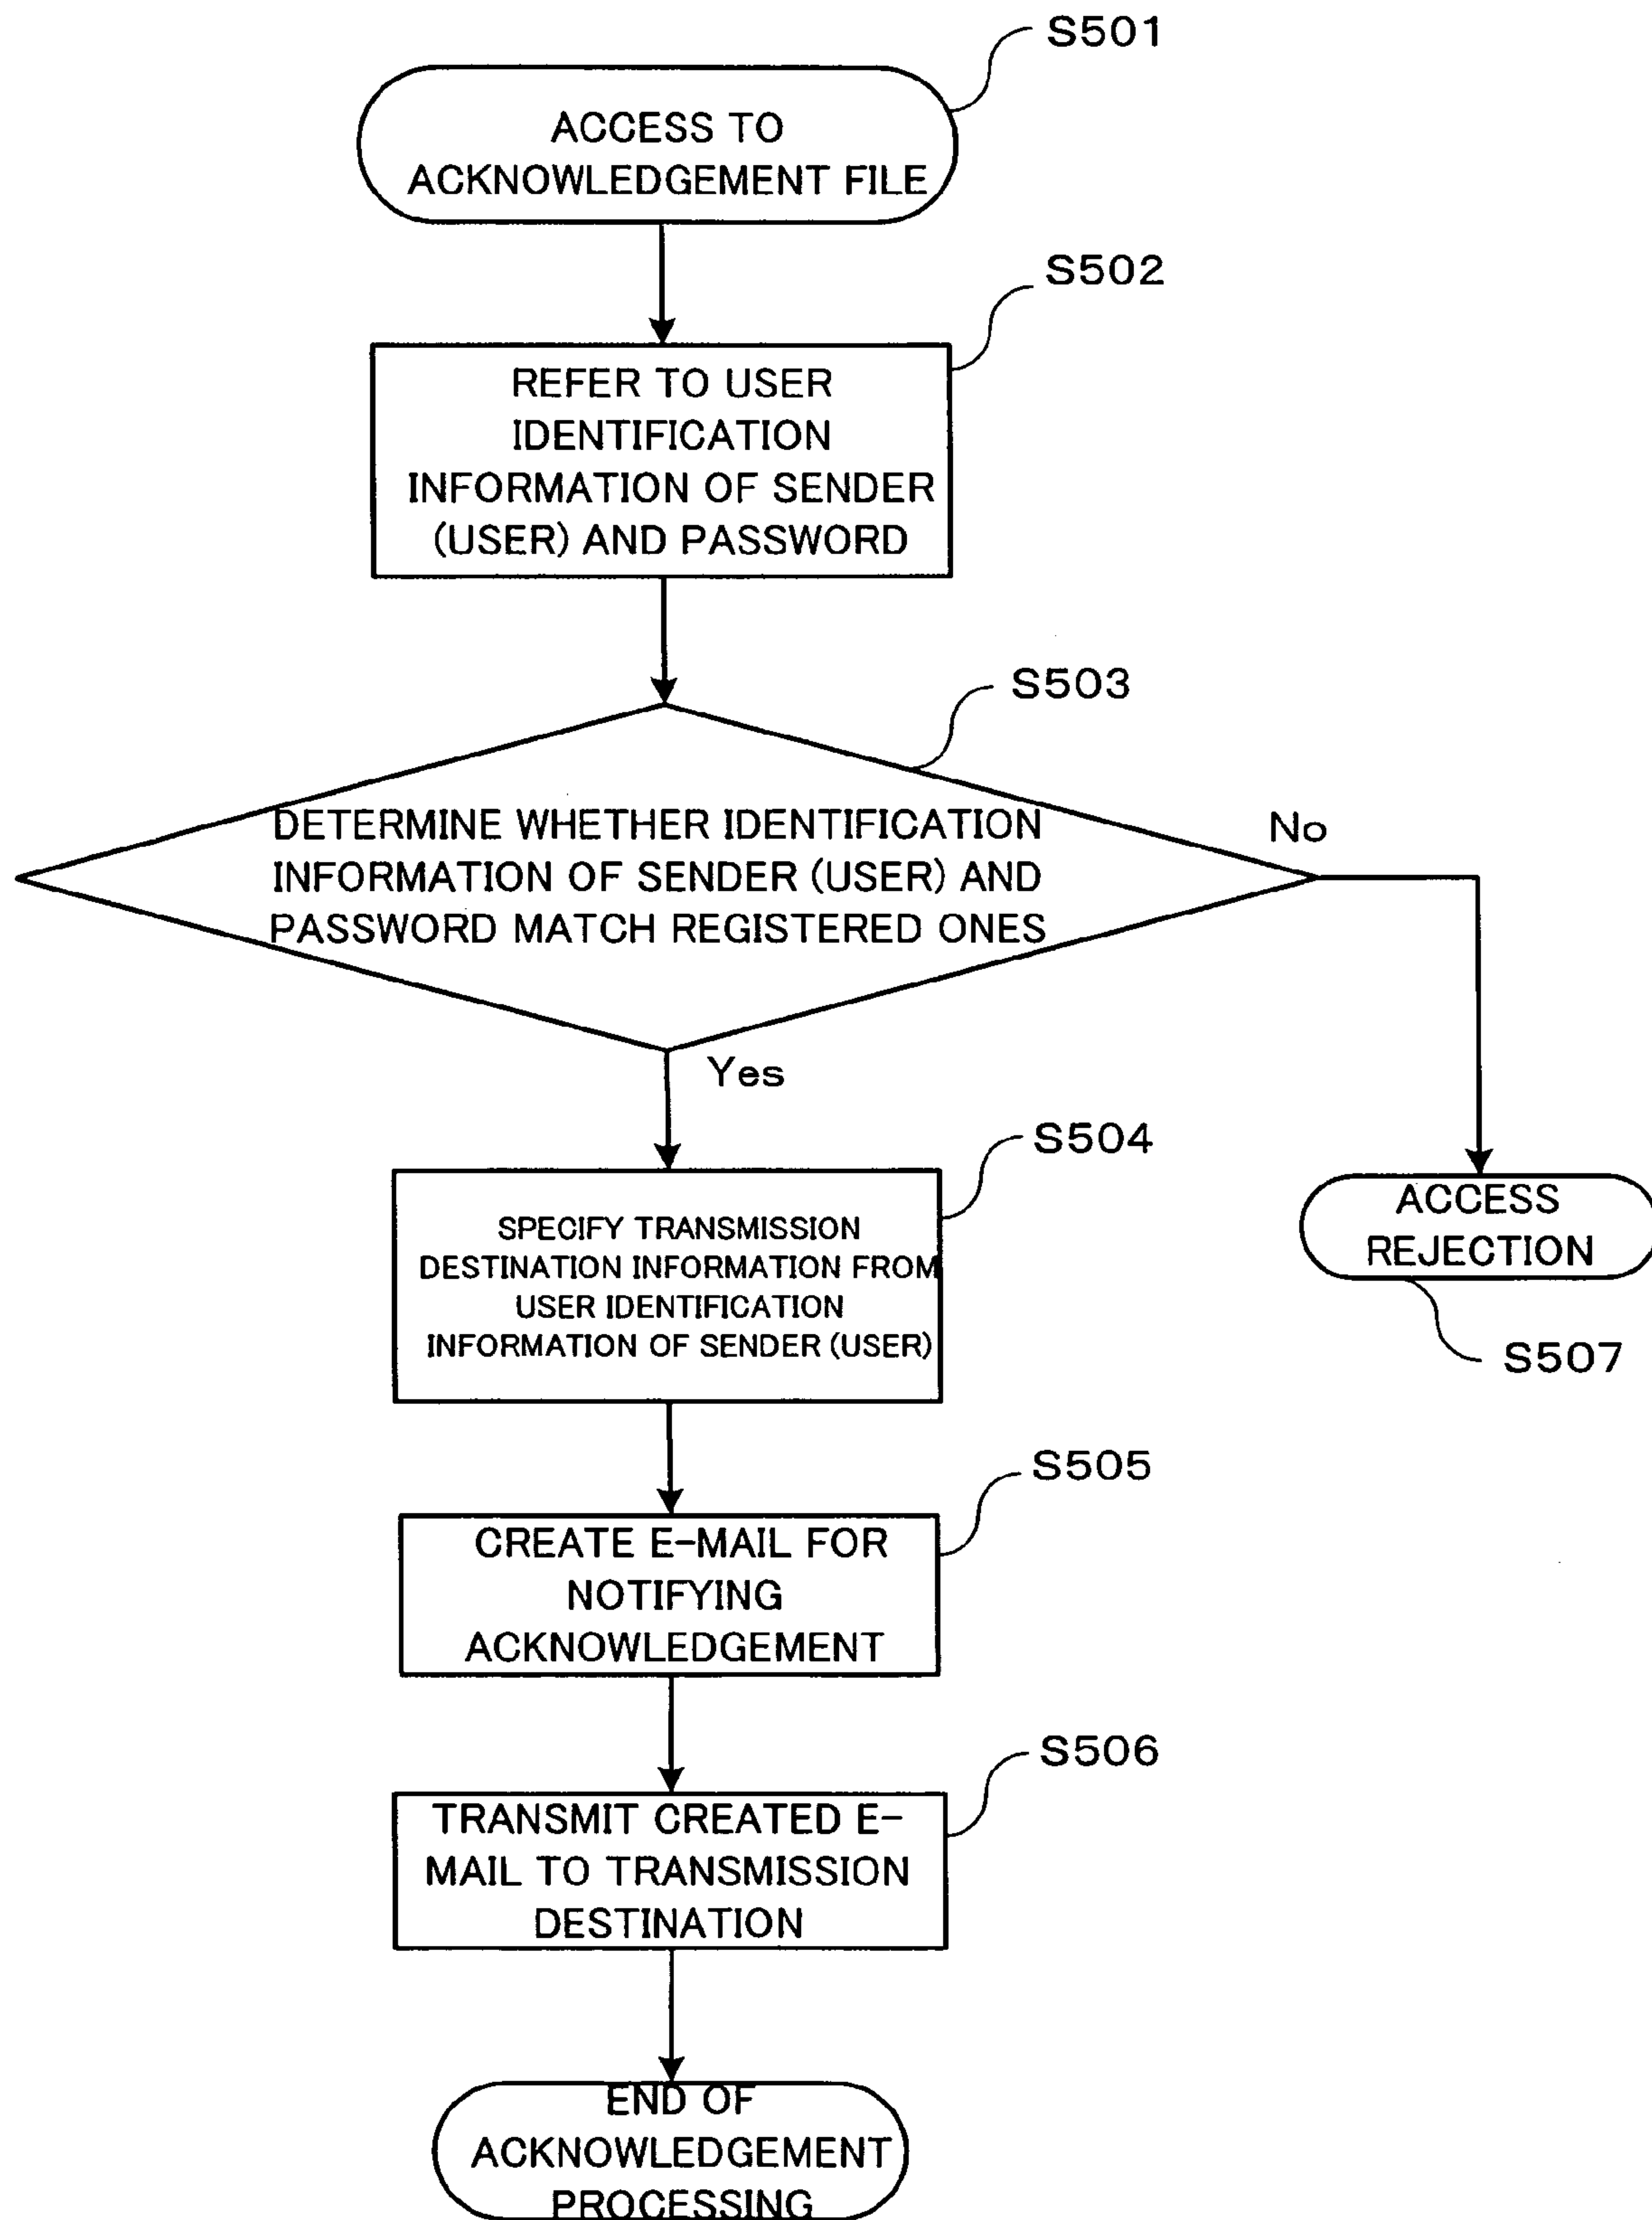 S501
ACCESS TO
ACKNOWLEDGEMENT FILE
S502
REFER TO USER
IDENTIFICATION
INFORMATION OF SENDER
(USER) AND PASSWORD
S503
DETERMINE WHETHER IDENTIFICATION
INFORMATION OF SENDER (USER) AND
PASSWORD MATCH REGISTERED ONES
No
Yes
S504
SPECIFY TRANSMISSION
DESTINATION INFORMATION FROM
USER IDENTIFICATION
INFORMATION OF SENDER (USER)
ACCESS
REJECTION
S507
S505
CREATE E-MAIL FOR
NOTIFYING
ACKNOWLEDGEMENT
S506
TRANSMIT CREATED E-
MAIL TO TRANSMISSION
DESTINATION
END OF
ACKNOWLEDGEMENT
PROCESSING